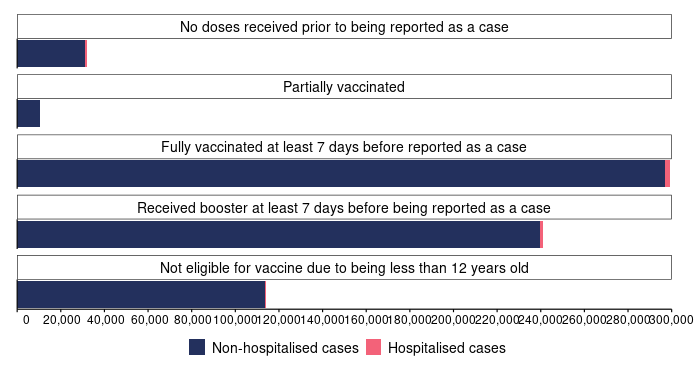 No doses received prior to being reported as a case
Partially vaccinated
Fully vaccinated at least 7 days before reported as a case
Received booster at least 7 days before being reported as a case
Not eligible for vaccine due to being less than 12 years old
0 20,000 40,000 60,000 80,000 100,000 120,000 140,000 160,000 180,000 200,000 220,000 240,000 260,000 280,000 300,000
Non-hospitalised cases Hospitalised cases